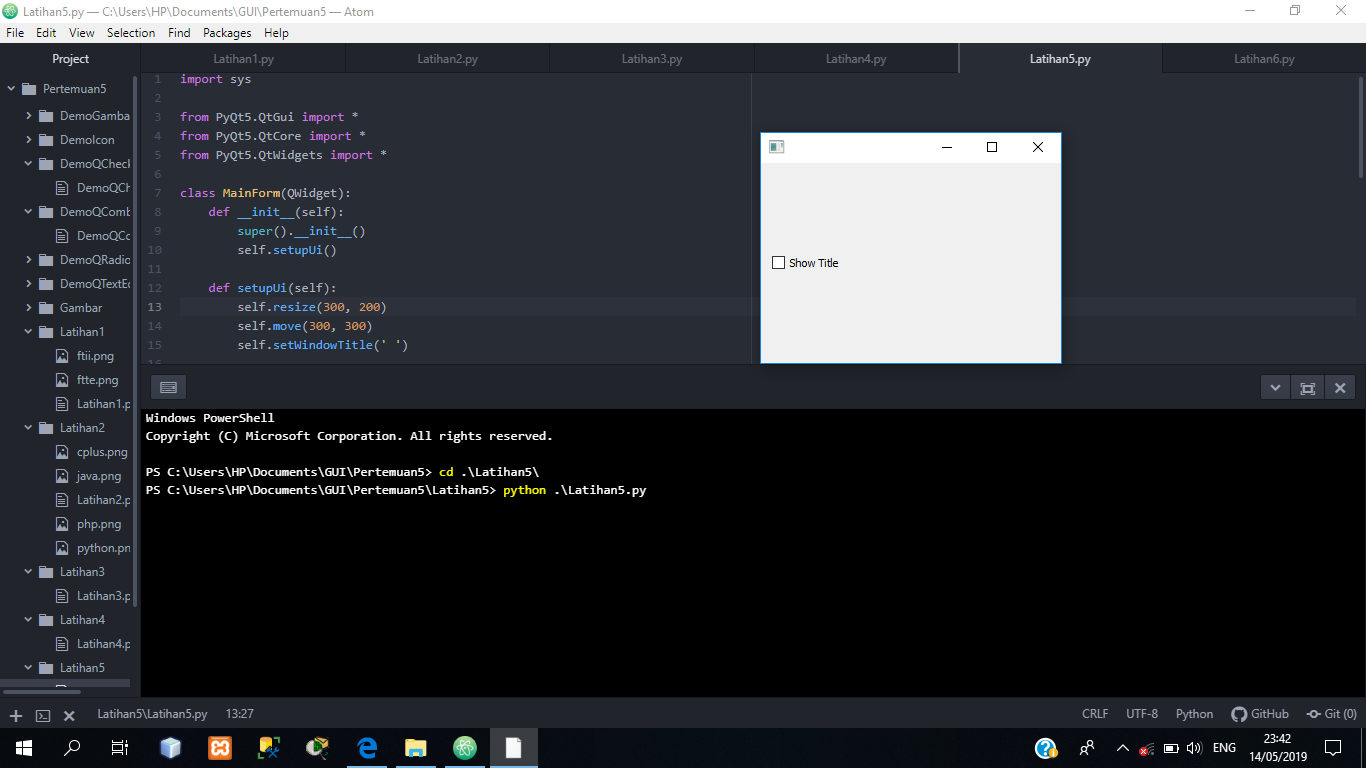 Latihan5.py — C:\Users\HP\Documents\GUI\Pertemuan5 — Atom
File Edit View Selection Find Packages Help
Project
Latihan1.py Latihan2.py Latihan3.py Latihan4.py Latihan5.py Latihan6.py
Pertemuan5
DemoGamba
DemoIcon
DemoQChec
DemoQCh
DemoQComb
DemoQCo
DemoQRadio
DemoQTextEd
Gambar
Latihan1
ftii.png
ftte.png
Latihan1.p
Latihan2
cplus.png
java.png
Latihan2.p
php.png
python.pn
Latihan3
Latihan3.p
Latihan4
Latihan4.p
Latihan5
1 import sys
2
3 from PyQt5.QtGui import *
4 from PyQt5.QtCore import *
5 from PyQt5.QtWidgets import *
6
7 class MainForm(QWidget):
8 def __init__(self):
9 super().__init__()
10 self.setupUi()
11
12 def setupUi(self):
13 self.resize(300, 200)
14 self.move(300, 300)
15 self.setWindowTitle(' ')
16
Show Title
Windows PowerShell
Copyright (C) Microsoft Corporation. All rights reserved.
PS C:\Users\HP\Documents\GUI\Pertemuan5> cd .\Latihan5\
PS C:\Users\HP\Documents\GUI\Pertemuan5\Latihan5> python .\Latihan5.py
Latihan5\Latihan5.py 13:27 CRLF UTF-8 Python GitHub Git (0)
ENG
23:42
14/05/2019